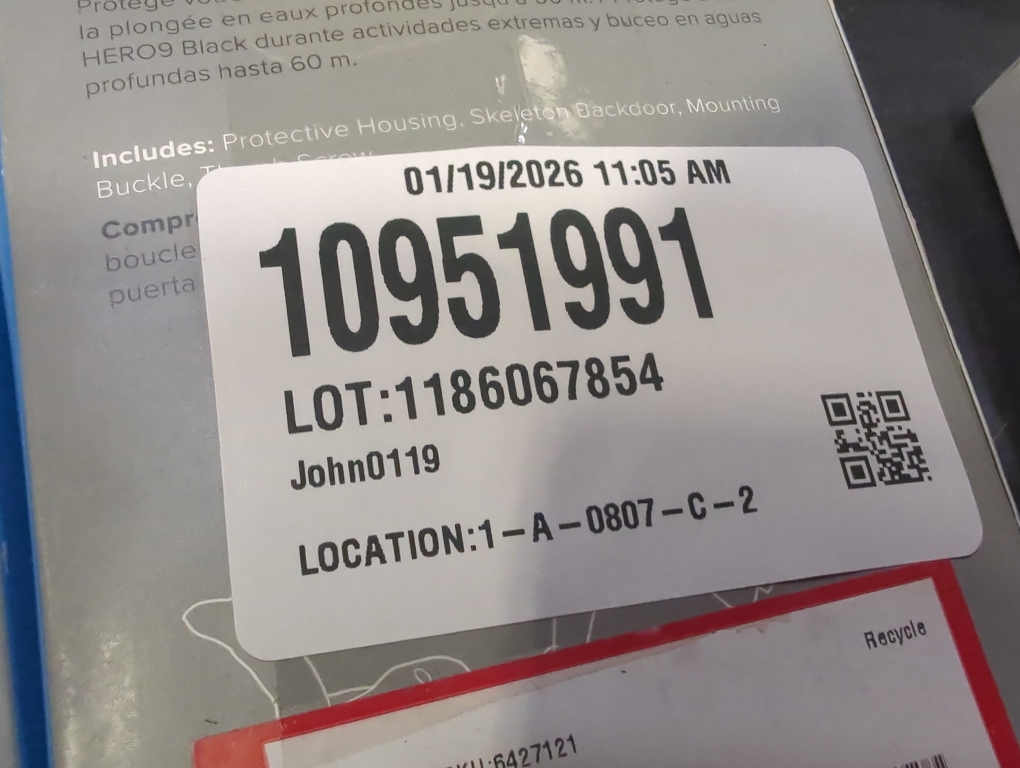 la plongée en eaux profondes
HERO9 Black durante actividades extremas y buceo en aguas
profundas hasta 60 m.
Includes: Protective Housing, Skeleton Backdoor, Mounting
Buckle,
boucle
puerta
01/19/2026 11:05 AM
10951991
LOT:1186067854
John0119
LOCATION:1-A-0807-C-2
Recycle
:6427121